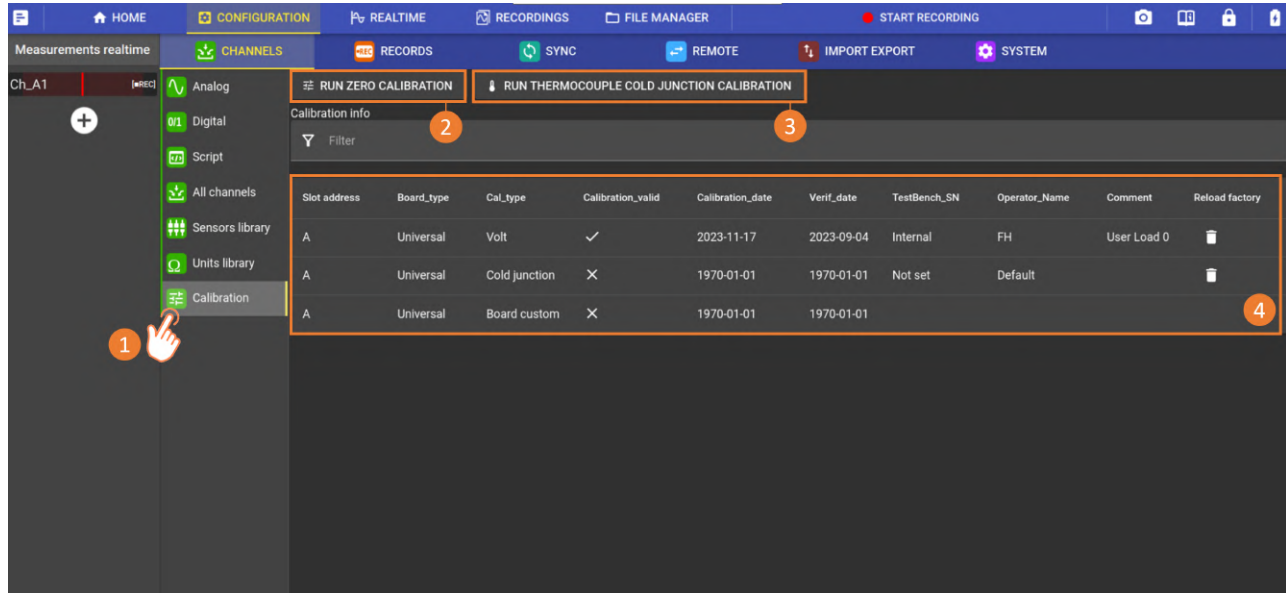 HOME CONFIGURATION REALTIME RECORDINGS FILE MANAGER START RECORDING
Measurements realtime CHANNELS REC RECORDS SYNC REMOTE IMPORT EXPORT SYSTEM
Ch_A1 REC Analog RUN ZERO CALIBRATION RUN THERMOCOUPLE COLD JUNCTION CALIBRATION
Calibration info
0/1 Digital 2 3
Filter
Script
All channels
Slot address Board_type Cal_type Calibration_valid Calibration_date Verif_date TestBench_SN Operator_Name Comment Reload factory
Sensors library
A Universal Volt 2023-11-17 2023-09-04 Internal FH User Load 0
Ω Units library
A Universal Cold junction 1970-01-01 1970-01-01 Not set Default
Calibration
A Universal Board custom 1970-01-01 1970-01-01 4
1